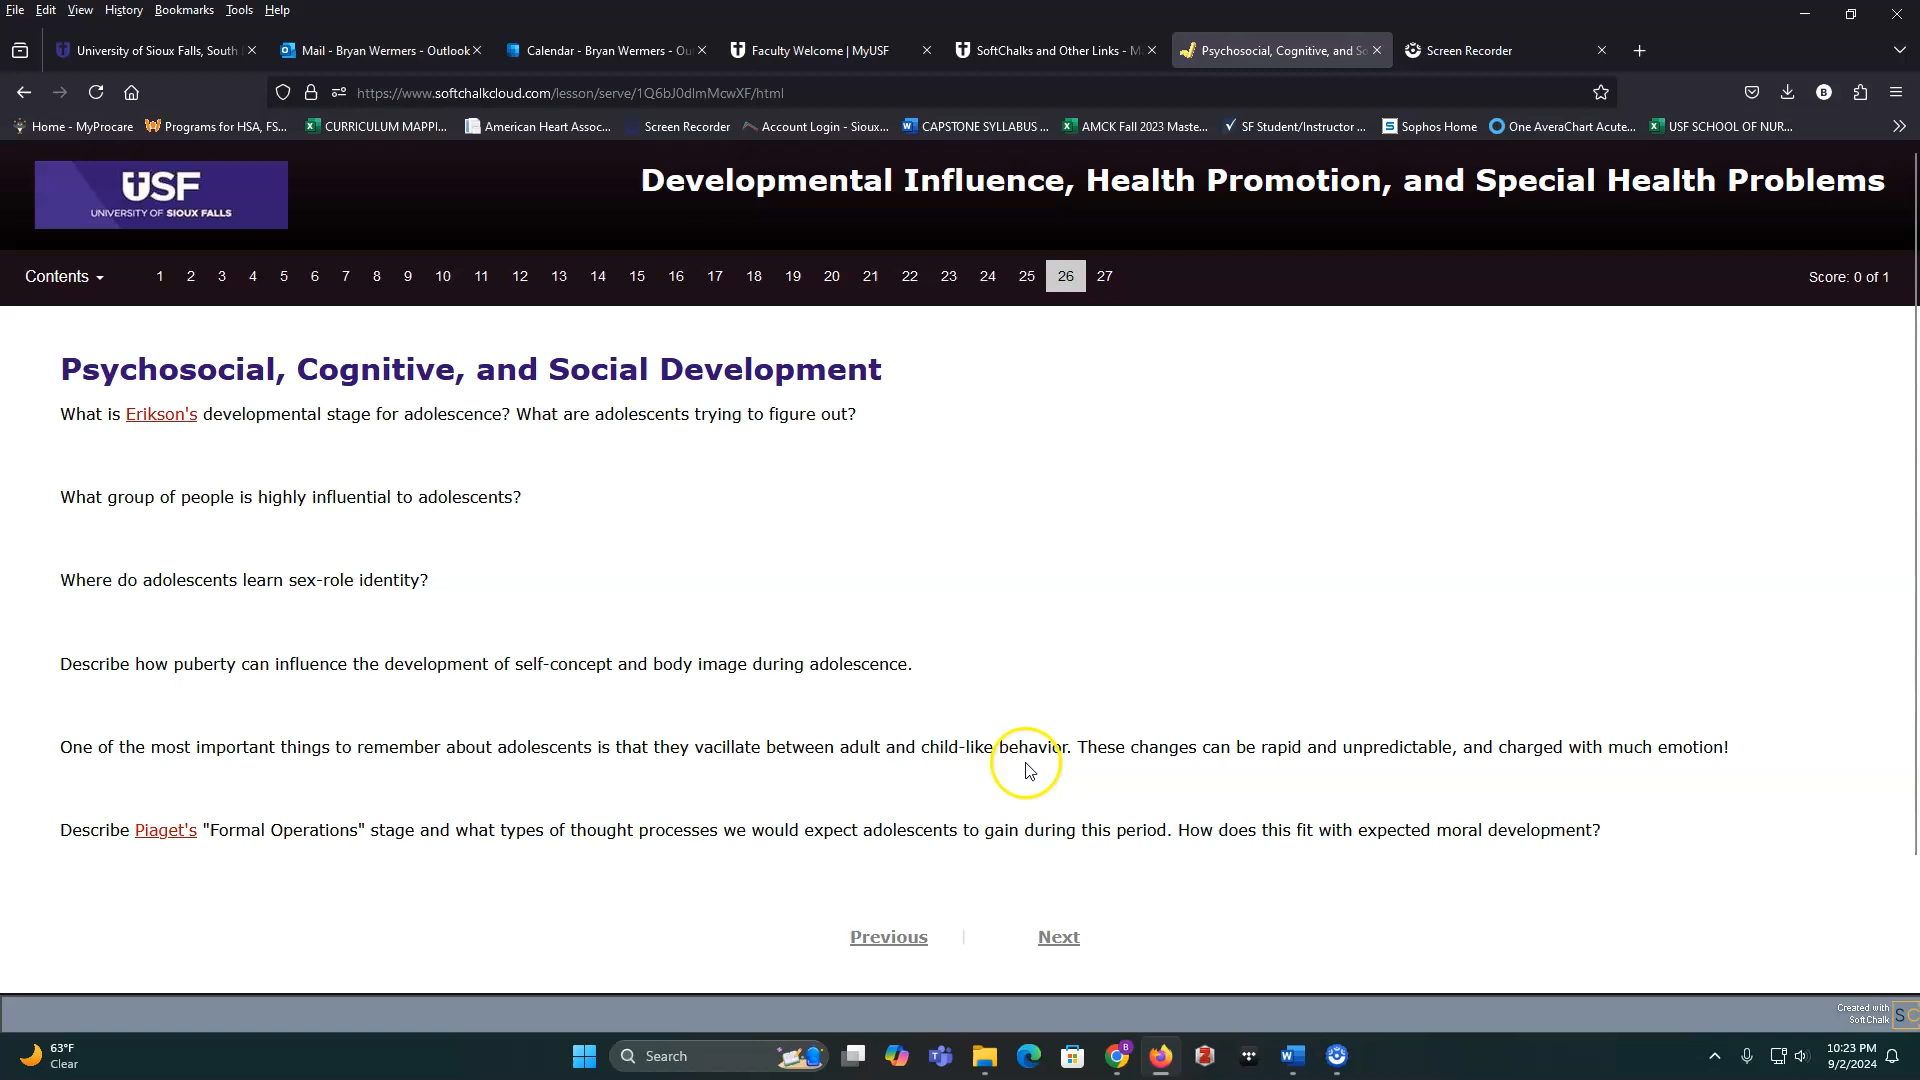 File Edit View History Bookmarks Tools Help
University of Sioux Falls, South
Mail - Bryan Wermers - Outlook
Calendar - Bryan Wermers - Ou
Faculty Welcome | MyUSF
SoftChalks and Other Links - M
Psychosocial, Cognitive, and So
Screen Recorder
https://www.softchalkcloud.com/lesson/serve/1Q6bJ0dlmMcwXF/html
B
Home - MyProcare
Programs for HSA, FS...
CURRICULUM MAPPI...
American Heart Assoc...
Screen Recorder
Account Login - Sioux...
CAPSTONE SYLLABUS ...
AMCK Fall 2023 Maste...
SF Student/Instructor ...
Sophos Home
One AveraChart Acute...
USF SCHOOL OF NUR...
USF
UNIVERSITY OF SIOUX FALLS
Developmental Influence, Health Promotion, and Special Health Problems
Contents 1 2 3 4 5 6 7 8 9 10 11 12 13 14 15 16 17 18 19 20 21 22 23 24 25 26 27 Score: 0 of 1
Psychosocial, Cognitive, and Social Development
What is Erikson's developmental stage for adolescence? What are adolescents trying to figure out?
What group of people is highly influential to adolescents?
Where do adolescents learn sex-role identity?
Describe how puberty can influence the development of self-concept and body image during adolescence.
One of the most important things to remember about adolescents is that they vacillate between adult and child-like behavior. These changes can be rapid and unpredictable, and charged with much emotion!
Describe Piaget's "Formal Operations" stage and what types of thought processes we would expect adolescents to gain during this period. How does this fit with expected moral development?
Previous | Next
Created with
SoftChalk
SC
63°F
Clear
Search
10:23 PM
9/2/2024